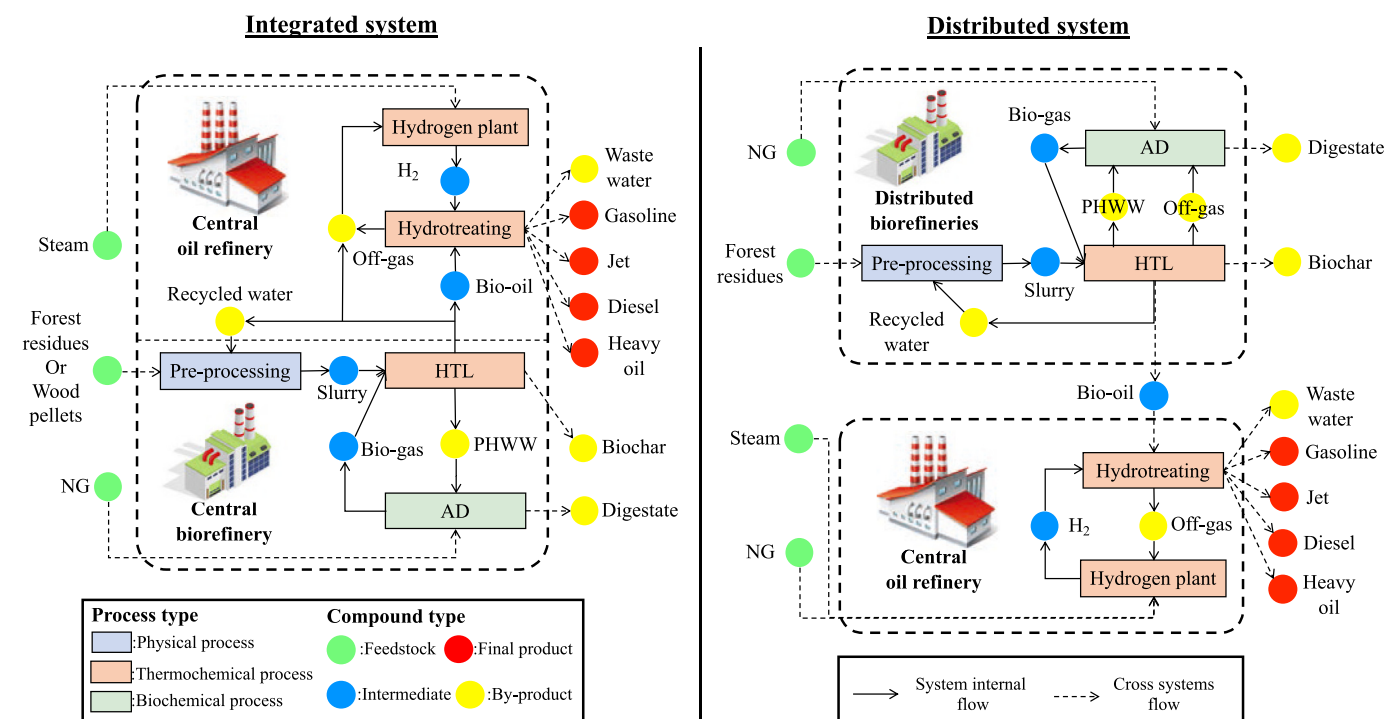 Integrated system
Steam
Forest
residues
Or
Wood
pellets
NG
Central
oil refinery
Hydrogen plant
H2
Hydrotreating
Off-gas
Bio-oil
Recycled water
Pre-processing
Slurry
HTL
Bio-gas
PHWW
AD
Central
biorefinery
Waste
water
Gasoline
Jet
Diesel
Heavy
oil
Biochar
Digestate
Process type
:Physical process
:Thermochemical process
:Biochemical process
Compound type
:Feedstock
:Final product
:Intermediate
:By-product
Distributed system
NG
Forest
residues
Distributed
biorefineries
Bio-gas
AD
PHWW
Off-gas
Pre-processing
Slurry
HTL
Recycled
water
Digestate
Biochar
Bio-oil
Steam
NG
Central
oil refinery
Hydrotreating
H2
Off-gas
Hydrogen plant
Waste
water
Gasoline
Jet
Diesel
Heavy
oil
System internal
flow
Cross systems
flow